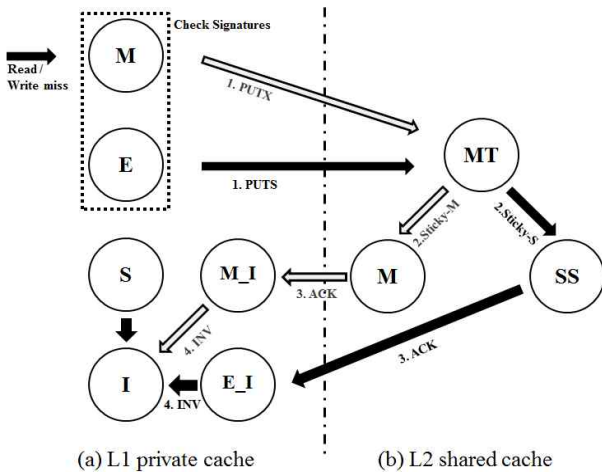 Check Signatures
M
Read /
Write miss
1. PUTX
E
1. PUTS
MT
2.Sticky-M
2.Sticky-S
S
M_I
3. ACK
M
SS
4. INV
3. ACK
I
4. INV
E_I
(a) L1 private cache
(b) L2 shared cache